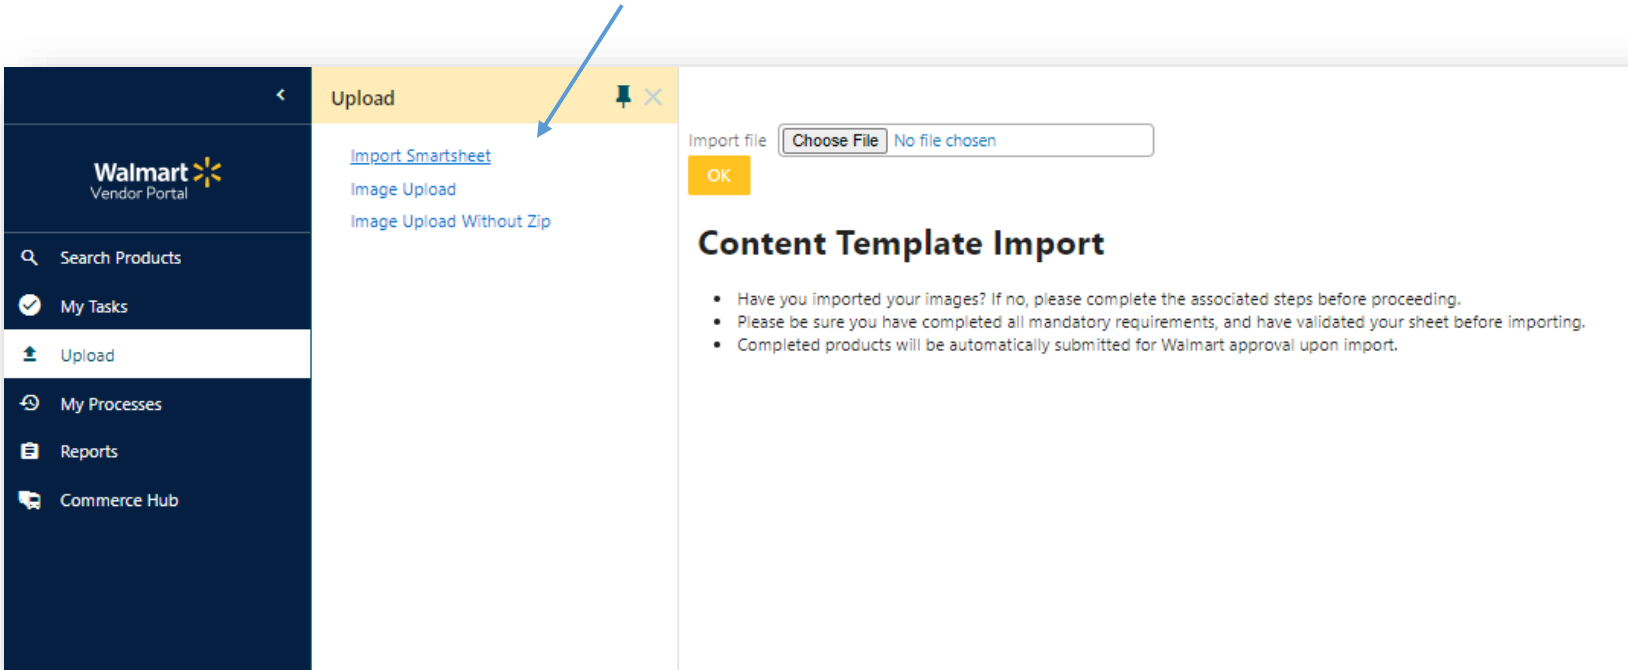 Walmart
Vendor Portal
Search Products
My Tasks
Upload
My Processes
Reports
Commerce Hub
Upload
Import Smartsheet
Image Upload
Image Upload Without Zip
Import file Choose File No file chosen
OK
Content Template Import
• Have you imported your images? If no, please complete the associated steps before proceeding.
• Please be sure you have completed all mandatory requirements, and have validated your sheet before importing.
• Completed products will be automatically submitted for Walmart approval upon import.